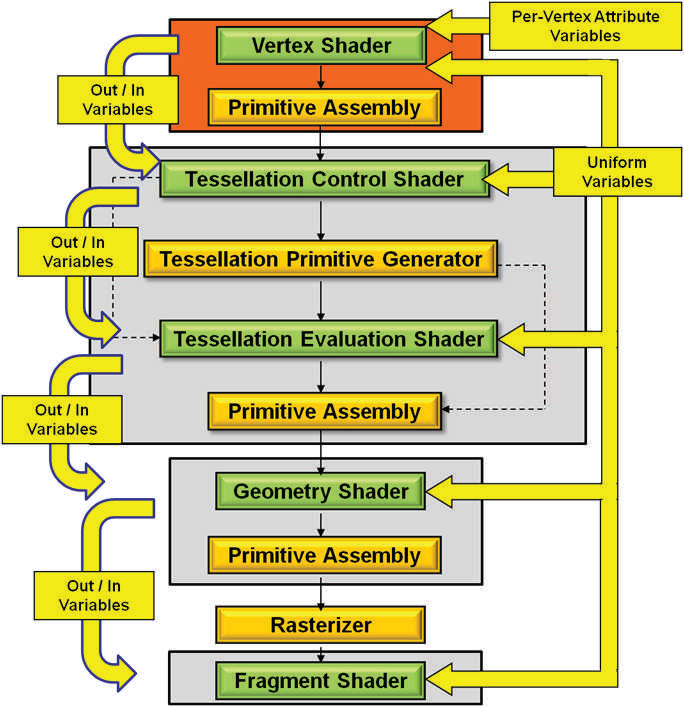 Per-Vertex Attribute
Variables
Vertex Shader
Out / In
Variables
Primitive Assembly
Uniform
Variables
Tessellation Control Shader
Out / In
Variables
Tessellation Primitive Generator
Tessellation Evaluation Shader
Out / In
Variables
Primitive Assembly
Geometry Shader
Primitive Assembly
Out / In
Variables
Rasterizer
Fragment Shader